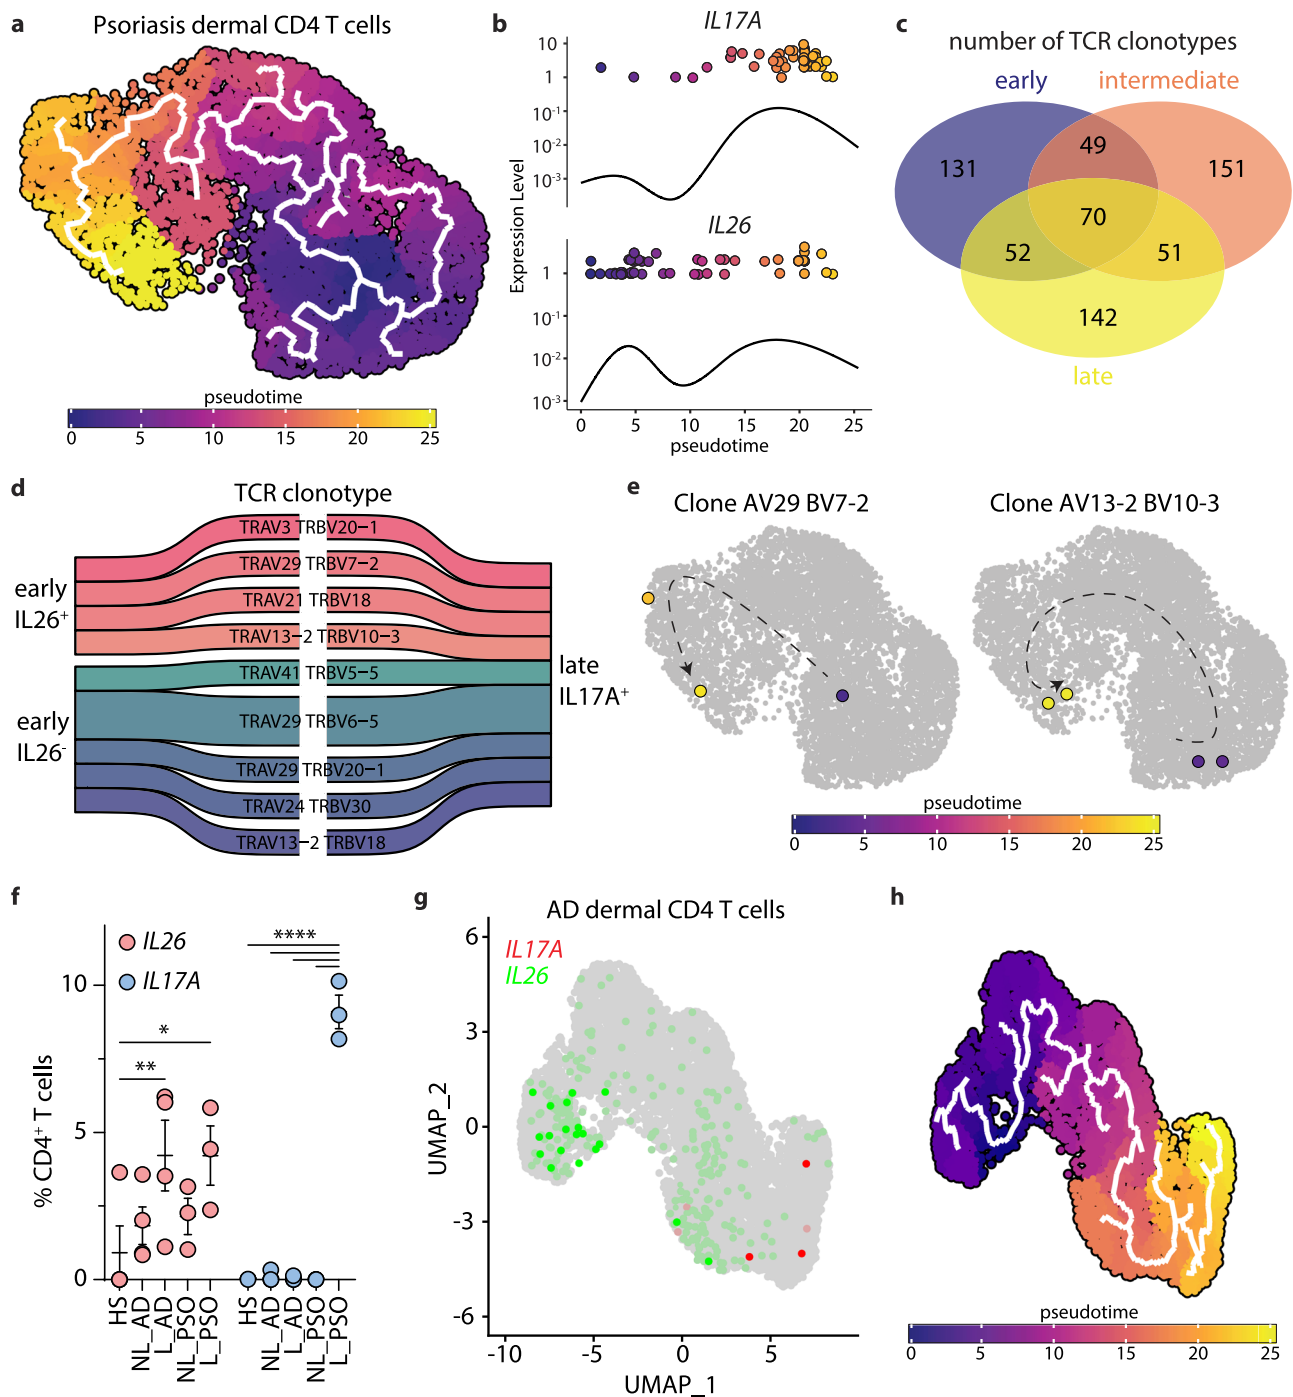 a
Psoriasis dermal CD4 T cells
pseudotime
0 5 10 15 20 25
b
IL17A
10
1
10-1
10-2
10-3
Expression Level
IL26
1
10-1
10-2
10-3
0 5 10 15 20 25
pseudotime
c
number of TCR clonotypes
early intermediate
131 49 151
70
52 51
142
late
d
TCR clonotype
TRAV3 TRBV20−1
TRAV29 TRBV7−2
TRAV21 TRBV18
TRAV13−2 TRBV10−3
TRAV41 TRBV5−5
TRAV29 TRBV6−5
TRAV29 TRBV20−1
TRAV24 TRBV30
TRAV13−2 TRBV18
early
IL26+
early
IL26-
late
IL17A+
e
Clone AV29 BV7-2 Clone AV13-2 BV10-3
pseudotime
0 5 10 15 20 25
f
IL26
IL17A
****
*
**
% CD4+ T cells
10
5
0
HS
NL_AD
L_AD
NL_PSO
L_PSO
HS
NL_AD
L_AD
NL_PSO
L_PSO
g
AD dermal CD4 T cells
IL17A
IL26
UMAP_2
6
3
0
-3
-6
-10 -5 0 5
UMAP_1
h
pseudotime
0 5 10 15 20 25